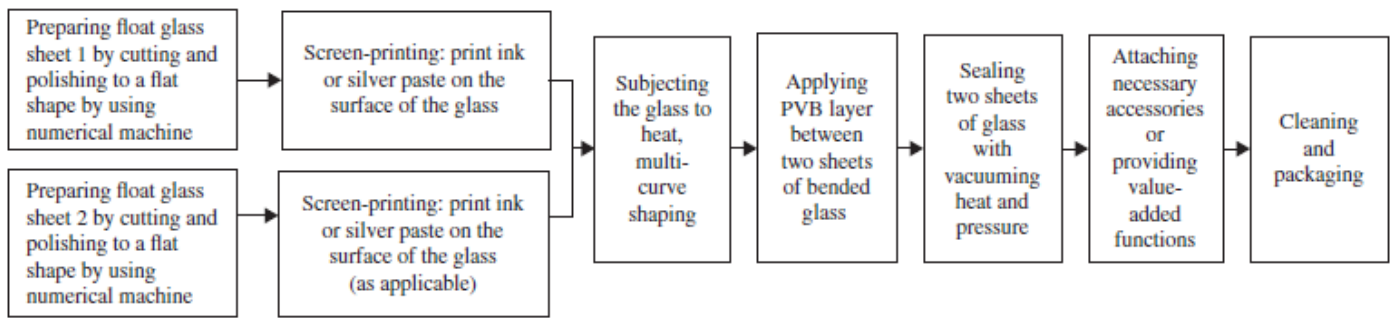 Preparing float glass
sheet 1 by cutting and
polishing to a flat
shape by using
numerical machine
Screen-printing: print ink
or silver paste on the
surface of the glass
Preparing float glass
sheet 2 by cutting and
polishing to a flat
shape by using
numerical machine
Screen-printing: print ink
or silver paste on the
surface of the glass
(as applicable)
Subjecting
the glass to
heat,
multi-
curve
shaping
Applying
PVB layer
between
two sheets
of bended
glass
Sealing
two sheets
of glass
with
vacuuming
heat and
pressure
Attaching
necessary
accessories
or
providing
value-
added
functions
Cleaning
and
packaging